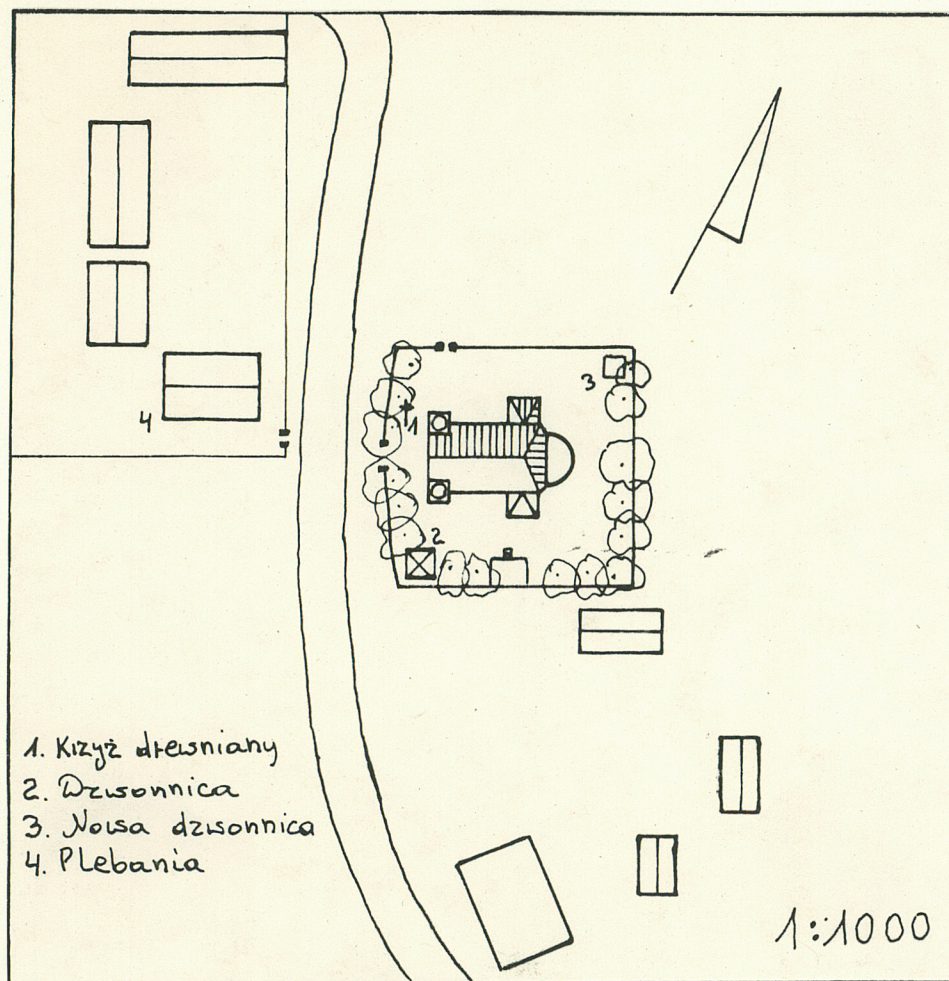 4
3
1
2
1. Krzyż drewniany
2. Dzwonnica
3. Nowa dzwonnica
4. Plebania
1:1000